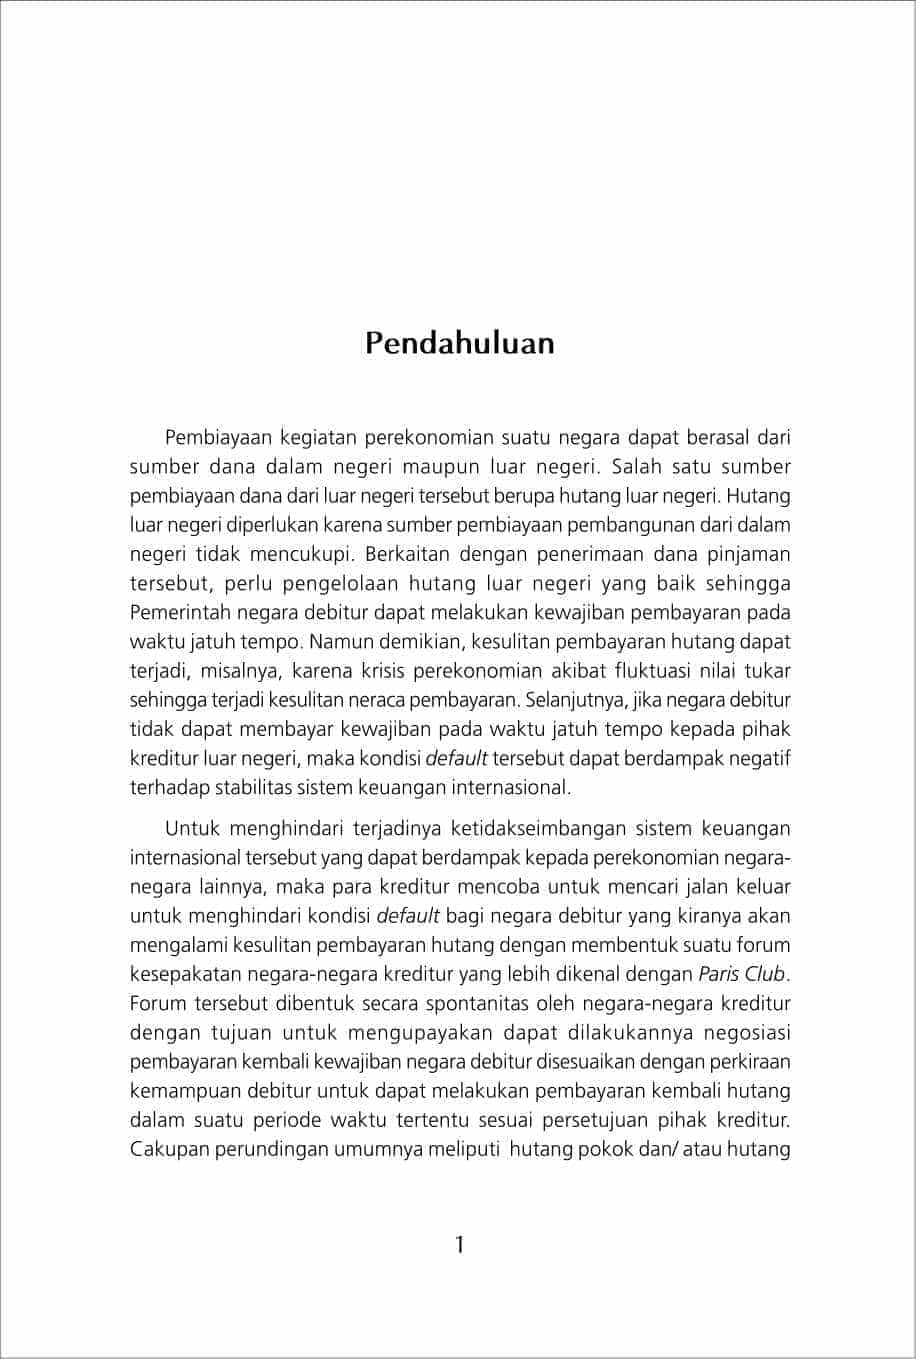 Pendahuluan
Pembiayaan kegiatan perekonomian suatu negara dapat berasal dari
sumber dana dalam negeri maupun luar negeri. Salah satu sumber
pembiayaan dana dari luar negeri tersebut berupa hutang luar negeri. Hutang
luar negeri diperlukan karena sumber pembiayaan pembangunan dari dalam
negeri tidak mencukupi. Berkaitan dengan penerimaan dana pinjaman
tersebut, perlu pengelolaan hutang luar negeri yang baik sehingga
Pemerintah negara debitur dapat melakukan kewajiban pembayaran pada
waktu jatuh tempo. Namun demikian, kesulitan pembayaran hutang dapat
terjadi, misalnya, karena krisis perekonomian akibat fluktuasi nilai tukar
sehingga terjadi kesulitan neraca pembayaran. Selanjutnya, jika negara debitur
tidak dapat membayar kewajiban pada waktu jatuh tempo kepada pihak
kreditur luar negeri, maka kondisi default tersebut dapat berdampak negatif
terhadap stabilitas sistem keuangan internasional.
Untuk menghindari terjadinya ketidakseimbangan sistem keuangan
internasional tersebut yang dapat berdampak kepada perekonomian negara-
negara lainnya, maka para kreditur mencoba untuk mencari jalan keluar
untuk menghindari kondisi default bagi negara debitur yang kiranya akan
mengalami kesulitan pembayaran hutang dengan membentuk suatu forum
kesepakatan negara-negara kreditur yang lebih dikenal dengan Paris Club.
Forum tersebut dibentuk secara spontanitas oleh negara-negara kreditur
dengan tujuan untuk mengupayakan dapat dilakukannya negosiasi
pembayaran kembali kewajiban negara debitur disesuaikan dengan perkiraan
kemampuan debitur untuk dapat melakukan pembayaran kembali hutang
dalam suatu periode waktu tertentu sesuai persetujuan pihak kreditur.
Cakupan perundingan umumnya meliputi  hutang pokok dan/ atau hutang
1